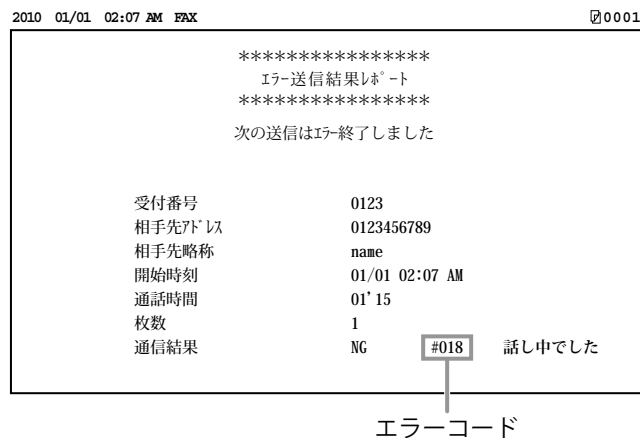 2010 01/01 02:07 AM FAX 0001
****************
ｴﾗｰ送信結果ﾚﾎﾟｰﾄ
****************
次の送信はｴﾗｰ終了しました
受付番号 0123
相手先ｱﾄﾞﾚｽ 0123456789
相手先略称 name
開始時刻 01/01 02:07 AM
通話時間 01'15
枚数 1
通信結果 NG #018 話し中でした
エラーコード